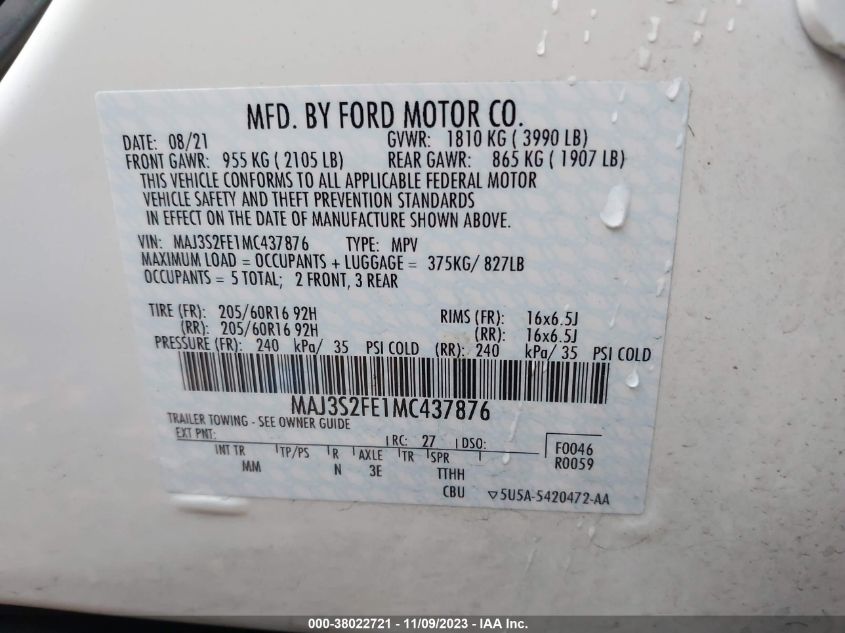 MFD. BY FORD MOTOR CO.
DATE: 08/21 GVWR: 1810 KG ( 3990 LB)
FRONT GAWR: 955 KG ( 2105 LB) REAR GAWR: 865 KG ( 1907 LB)
THIS VEHICLE CONFORMS TO ALL APPLICABLE FEDERAL MOTOR
VEHICLE SAFETY AND THEFT PREVENTION STANDARDS
IN EFFECT ON THE DATE OF MANUFACTURE SHOWN ABOVE.
VIN: MAJ3S2FE1MC437876 TYPE: MPV
MAXIMUM LOAD = OCCUPANTS + LUGGAGE = 375KG/ 827LB
OCCUPANTS = 5 TOTAL; 2 FRONT, 3 REAR
TIRE (FR): 205/60R16 92H RIMS (FR): 16x6.5J
(RR): 205/60R16 92H (RR): 16x6.5J
PRESSURE (FR): 240 kPa/ 35 PSI COLD (RR): 240 kPa/ 35 PSI COLD
MAJ3S2FE1MC437876
TRAILER TOWING - SEE OWNER GUIDE
EXT PNT: RC: 27 DSO: F0046
INT TR TP/PS R AXLE TR SPR R0059
MM N 3E TTHH
CBU 5U5A-5420472-AA
000-38022721 - 11/09/2023 - IAA Inc.